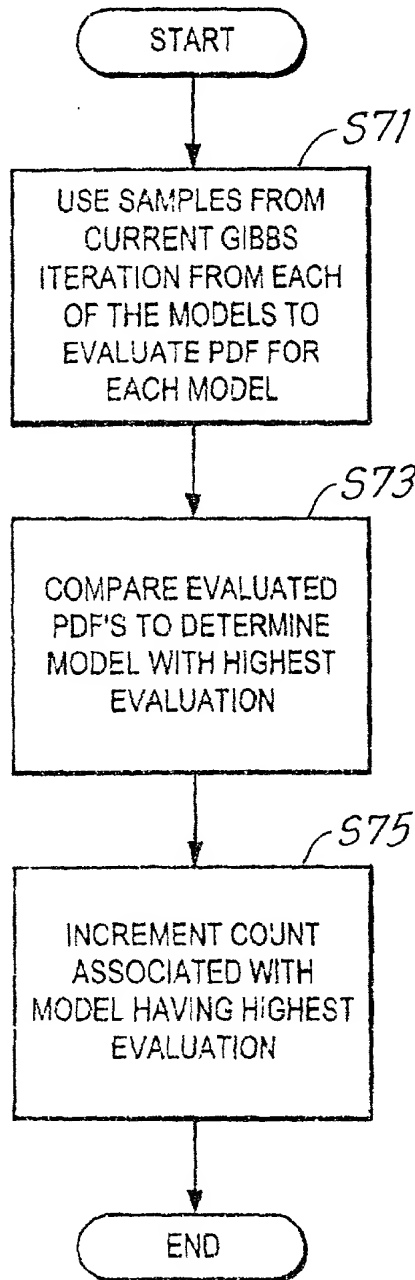 START
S71
USE SAMPLES FROM
CURRENT GIBBS
ITERATION FROM EACH
OF THE MODELS TO
EVALUATE PDF FOR
EACH MODEL
S73
COMPARE EVALUATED
PDF'S TO DETERMINE
MODEL WITH HIGHEST
EVALUATION
S75
INCREMENT COUNT
ASSOCIATED WITH
MODEL HAVING HIGHEST
EVALUATION
END